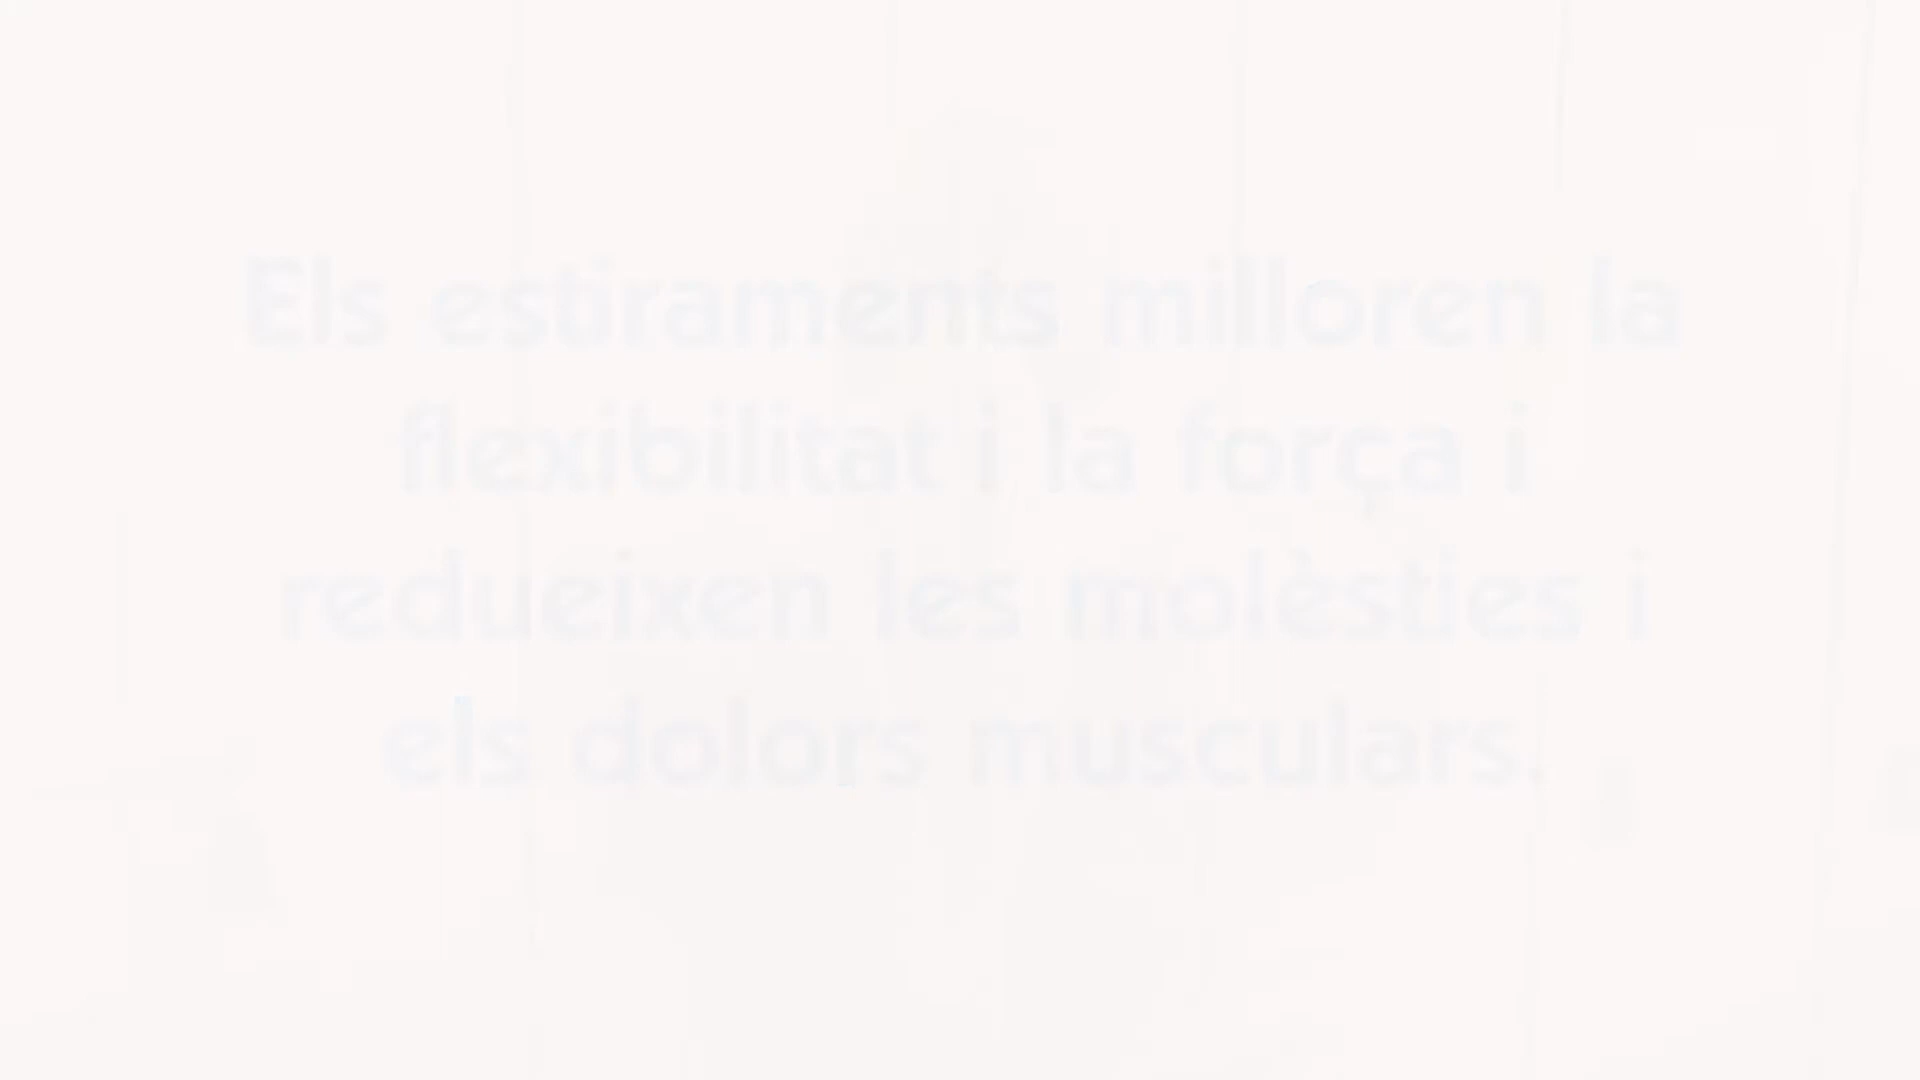 Els estiraments milloren la
flexibilitat i la força i
redueixen les molèsties i
els dolors musculars.